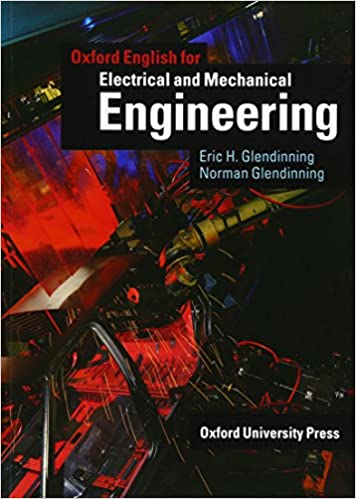 Oxford English for
Electrical and Mechanical
Engineering
Eric H. Glendinning
Norman Glendinning
Oxford University Press